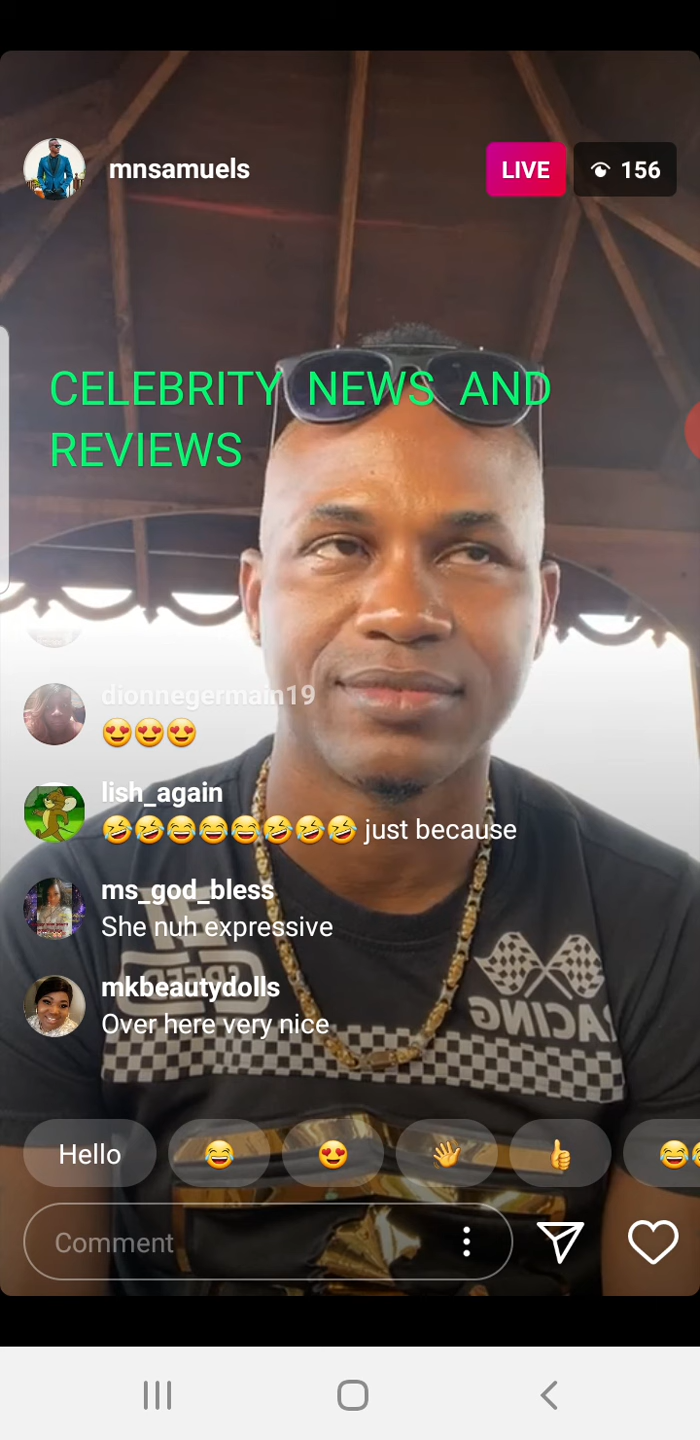 mnsamuels
LIVE
156
CELEBRITY NEWS AND
REVIEWS
dionnegermain19
😍😍😍
lish_again
🤣🤣😂😂😂🤣🤣🤣 just because
ms_god_bless
She nuh expressive
mkbeautydolls
Over here very nice
RACING
Hello
😂
😍
👋
👍
Comment